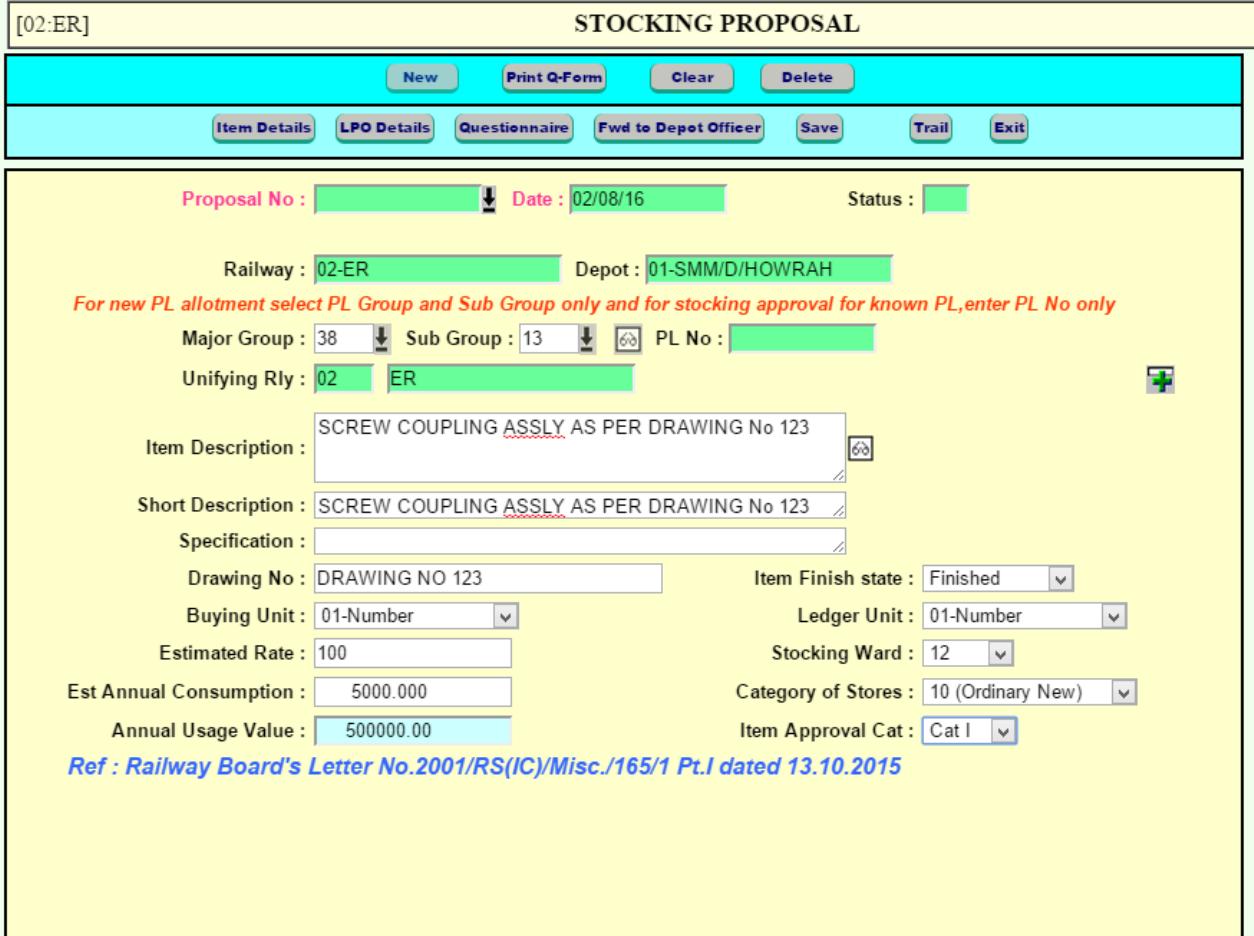 [02:ER] STOCKING PROPOSAL
New Print Q-Form Clear Delete
Item Details LPO Details Questionnaire Fwd to Depot Officer Save Trail Exit
Proposal No : Date : 02/08/16 Status :
Railway : 02-ER Depot : 01-SMM/D/HOWRAH
For new PL allotment select PL Group and Sub Group only and for stocking approval for known PL,enter PL No only
Major Group : 38 Sub Group : 13 PL No :
Unifying Rly : 02 ER
Item Description : SCREW COUPLING ASSLY AS PER DRAWING No 123
Short Description : SCREW COUPLING ASSLY AS PER DRAWING No 123
Specification :
Drawing No : DRAWING NO 123 Item Finish state : Finished
Buying Unit : 01-Number Ledger Unit : 01-Number
Estimated Rate : 100 Stocking Ward : 12
Est Annual Consumption : 5000.000 Category of Stores : 10 (Ordinary New)
Annual Usage Value : 500000.00 Item Approval Cat : Cat I
Ref : Railway Board's Letter No.2001/RS(IC)/Misc./165/1 Pt.I dated 13.10.2015